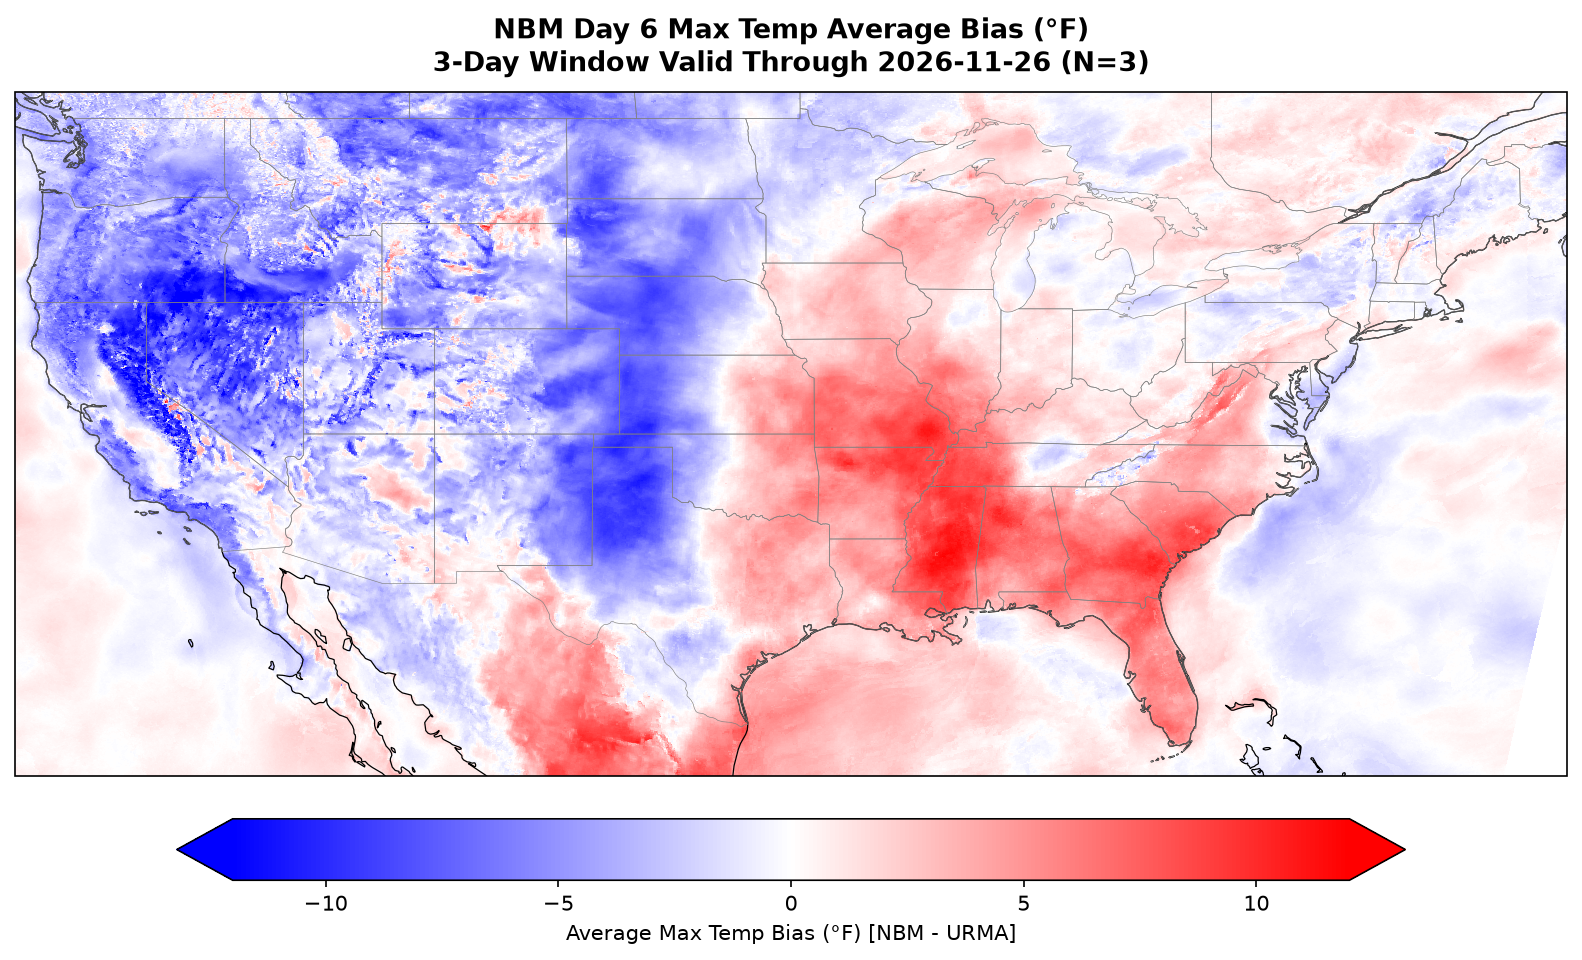 NBM Day 6 Max Temp Average Bias (°F)
3-Day Window Valid Through 2026-11-26 (N=3)
−10 −5 0 5 10
Average Max Temp Bias (°F) [NBM - URMA]